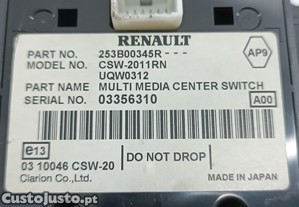 RENAULT
PART NO. 253B00345R - - -
MODEL NO. CSW-2011RN
UQW0312
AP9
PART NAME MULTI MEDIA CENTER SWITCH
SERIAL NO. 03356310
A00
e13
03 10046 CSW-20
DO NOT DROP
Clarion Co., Ltd.
MADE IN JAPAN
CustoJusto.pt